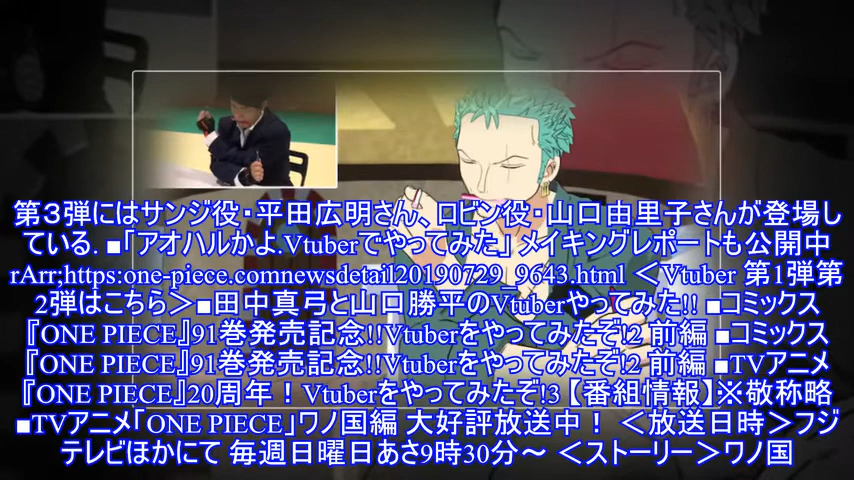 第３弾にはサンジ役・平田広明さん、ロビン役・山口由里子さんが登場し
ている. ■「アオハルかよ.Vtuberでやってみた」 メイキングレポートも公開中
rArr;https:one-piece.comnewsdetail20190729_9643.html ＜Vtuber 第1弾第
2弾はこちら＞■田中真弓と山口勝平のVtuberやってみた!! ■コミックス
『ONE PIECE』91巻発売記念!!Vtuberをやってみたぞ!2 前編 ■コミックス
『ONE PIECE』91巻発売記念!!Vtuberをやってみたぞ!2 前編 ■TVアニメ
『ONE PIECE』20周年！Vtuberをやってみたぞ!3 【番組情報】※敬称略
■TVアニメ「ONE PIECE」ワノ国編 大好評放送中！ ＜放送日時＞フジ
テレビほかにて 毎週日曜日あさ9時30分～ ＜ストーリー＞ワノ国